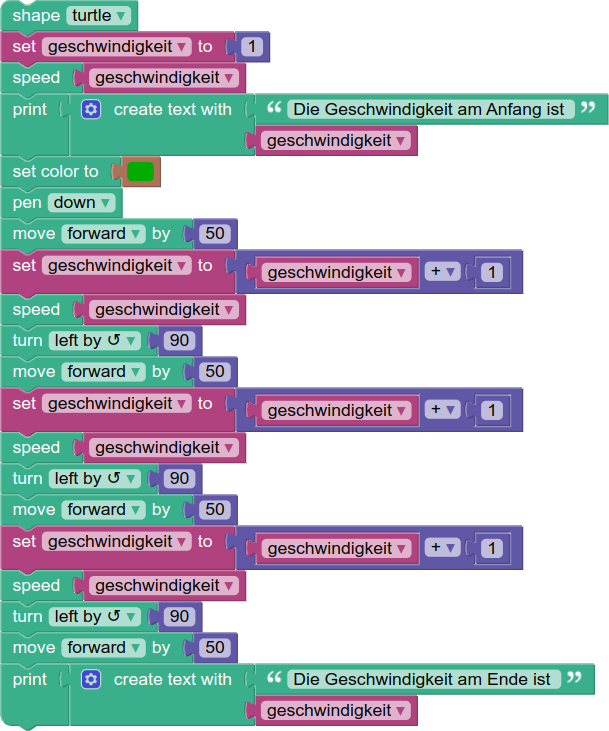 shape turtle ▾
set geschwindigkeit ▾ to 1
speed geschwindigkeit ▾
print create text with “ Die Geschwindigkeit am Anfang ist ”
geschwindigkeit ▾
set color to
pen down ▾
move forward ▾ by 50
set geschwindigkeit ▾ to geschwindigkeit ▾ + ▾ 1
speed geschwindigkeit ▾
turn left by ↺ ▾ 90
move forward ▾ by 50
set geschwindigkeit ▾ to geschwindigkeit ▾ + ▾ 1
speed geschwindigkeit ▾
turn left by ↺ ▾ 90
move forward ▾ by 50
set geschwindigkeit ▾ to geschwindigkeit ▾ + ▾ 1
speed geschwindigkeit ▾
turn left by ↺ ▾ 90
move forward ▾ by 50
print create text with “ Die Geschwindigkeit am Ende ist ”
geschwindigkeit ▾